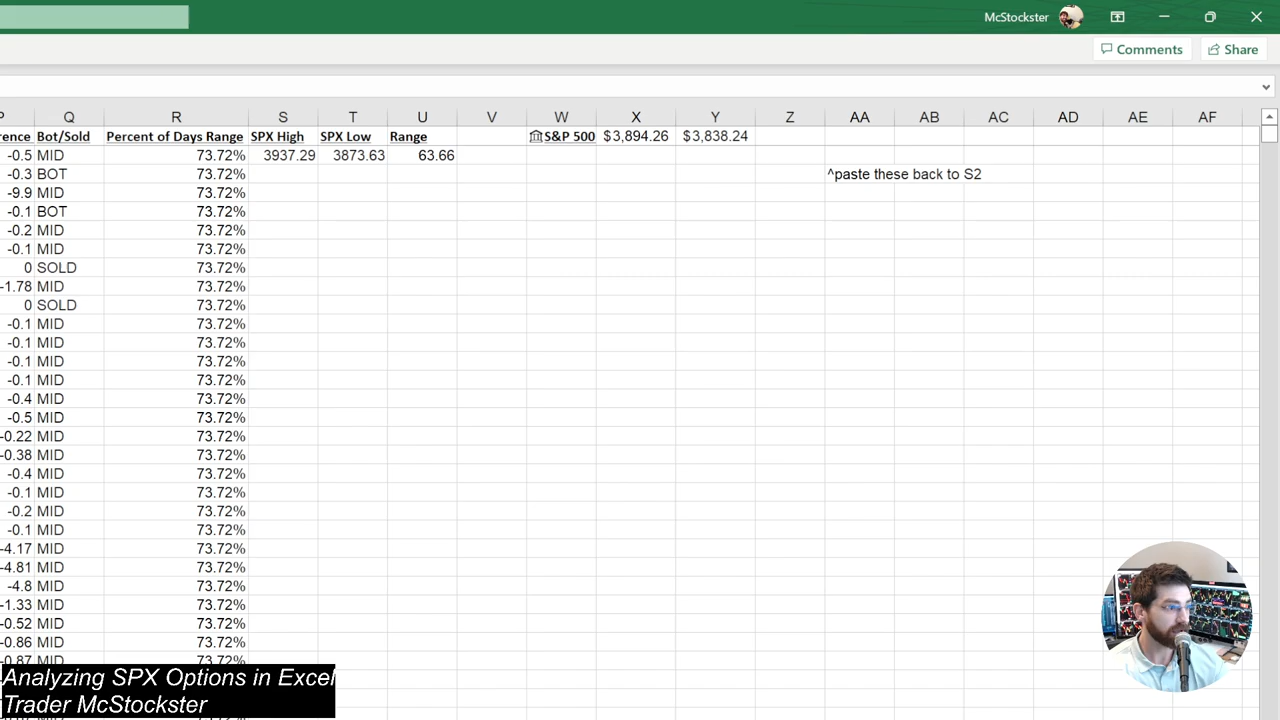 McStockster
Comments Share
Q R S T U V W X Y Z AA AB AC AD AE AF
rence Bot/Sold Percent of Days Range SPX High SPX Low Range S&P 500 $3,894.26 $3,838.24
-0.5 MID 73.72% 3937.29 3873.63 63.66
-0.3 BOT 73.72% ^paste these back to S2
-9.9 MID 73.72%
-0.1 BOT 73.72%
-0.2 MID 73.72%
-0.1 MID 73.72%
0 SOLD 73.72%
-1.78 MID 73.72%
0 SOLD 73.72%
-0.1 MID 73.72%
-0.1 MID 73.72%
-0.1 MID 73.72%
-0.1 MID 73.72%
-0.4 MID 73.72%
-0.5 MID 73.72%
-0.22 MID 73.72%
-0.38 MID 73.72%
-0.4 MID 73.72%
-0.1 MID 73.72%
-0.2 MID 73.72%
-0.1 MID 73.72%
-4.17 MID 73.72%
-4.81 MID 73.72%
-4.8 MID 73.72%
-1.33 MID 73.72%
-0.52 MID 73.72%
-0.86 MID 73.72%
-0.87 MID 73.72%
Analyzing SPX Options in Excel
Trader McStockster